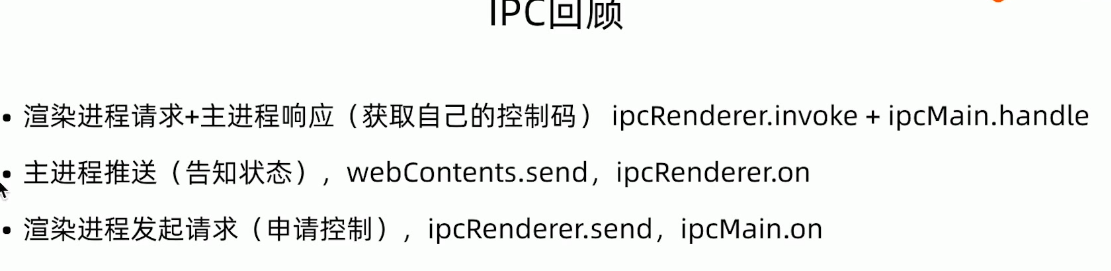 IPC回顾
• 渲染进程请求+主进程响应（获取自己的控制码） ipcRenderer.invoke + ipcMain.handle
• 主进程推送（告知状态），webContents.send，ipcRenderer.on
• 渲染进程发起请求（申请控制），ipcRenderer.send，ipcMain.on